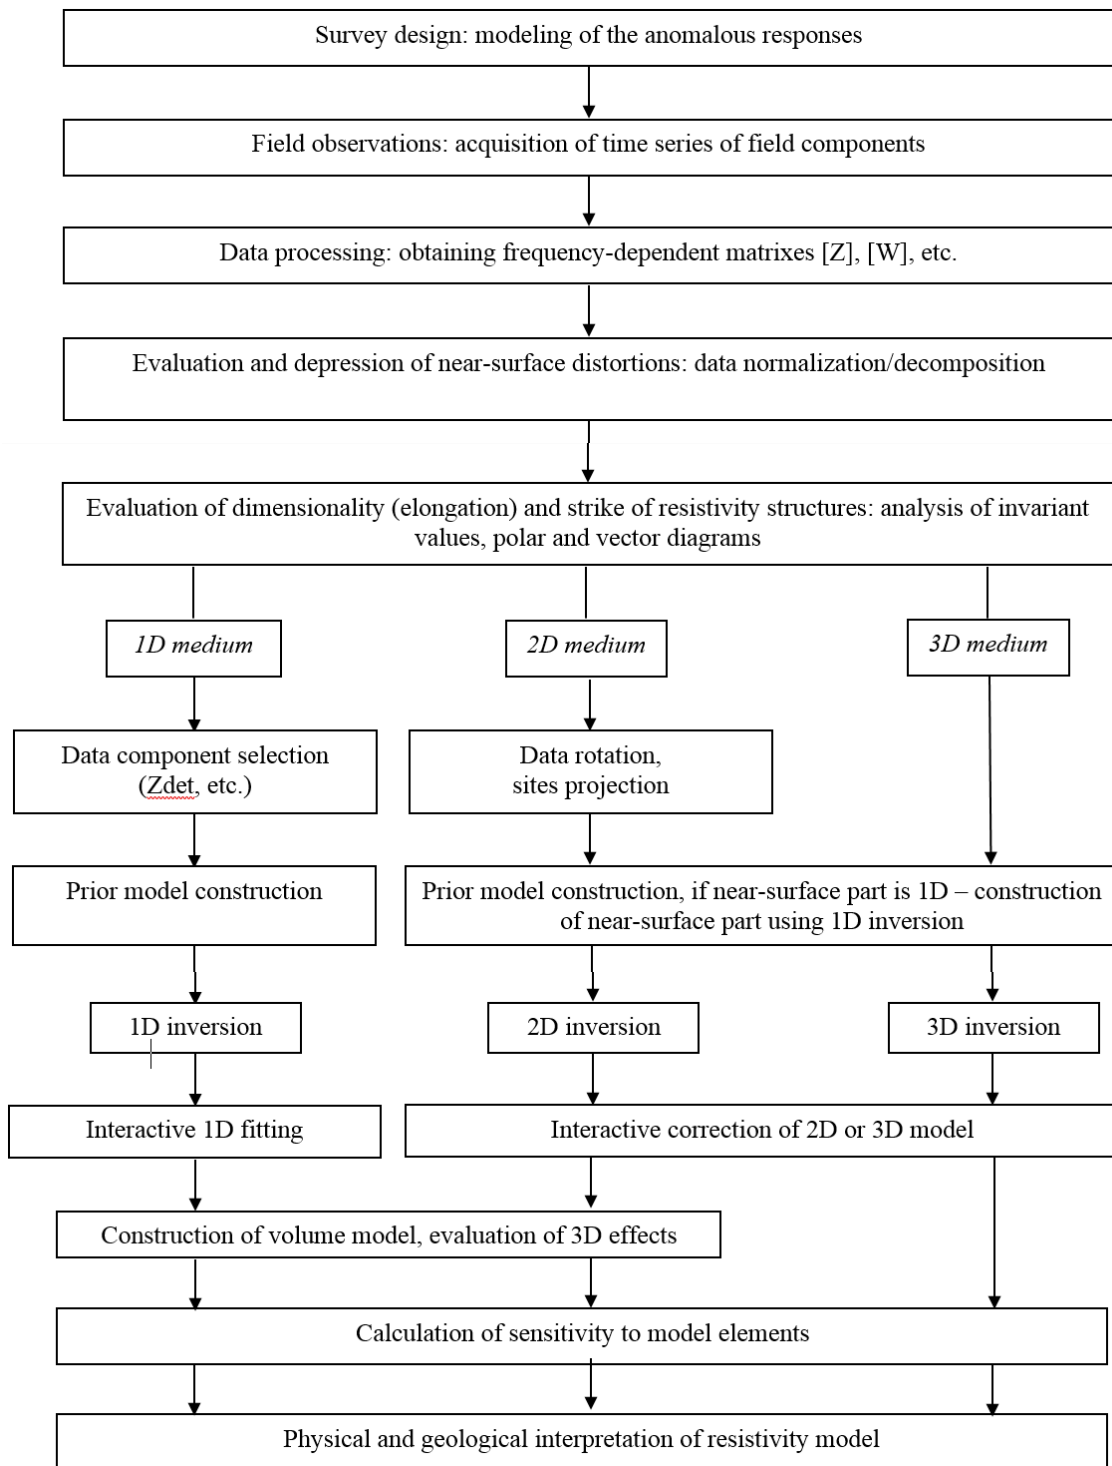 Survey design: modeling of the anomalous responses
Field observations: acquisition of time series of field components
Data processing: obtaining frequency-dependent matrixes [Z], [W], etc.
Evaluation and depression of near-surface distortions: data normalization/decomposition
Evaluation of dimensionality (elongation) and strike of resistivity structures: analysis of invariant
values, polar and vector diagrams
1D medium
2D medium
3D medium
Data component selection
(Zdet, etc.)
Data rotation,
sites projection
Prior model construction
Prior model construction, if near-surface part is 1D – construction
of near-surface part using 1D inversion
1D inversion
2D inversion
3D inversion
Interactive 1D fitting
Interactive correction of 2D or 3D model
Construction of volume model, evaluation of 3D effects
Calculation of sensitivity to model elements
Physical and geological interpretation of resistivity model